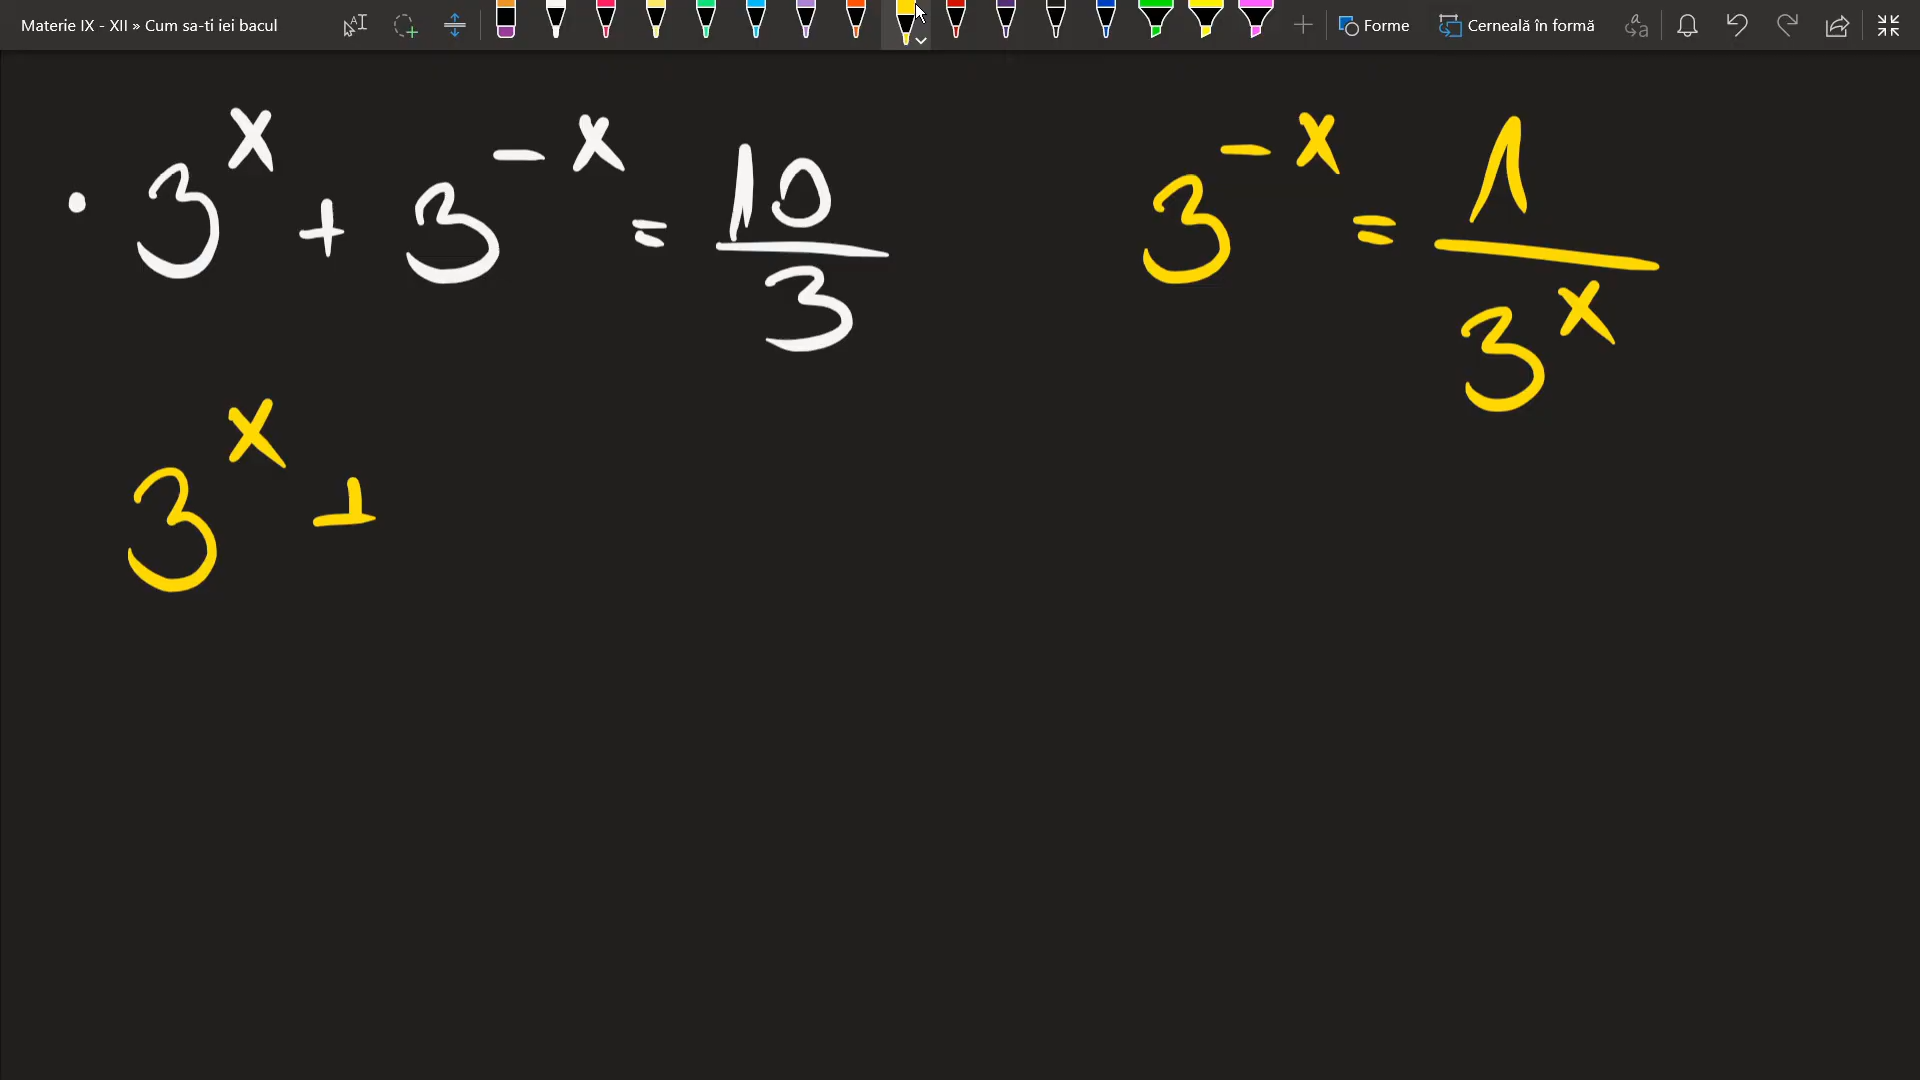 Materie IX - XII » Cum sa-ti iei bacul Forme Cerneală în formă
• 3^x + 3^-x = 10/3
3^-x = 1/3^x
3^x +